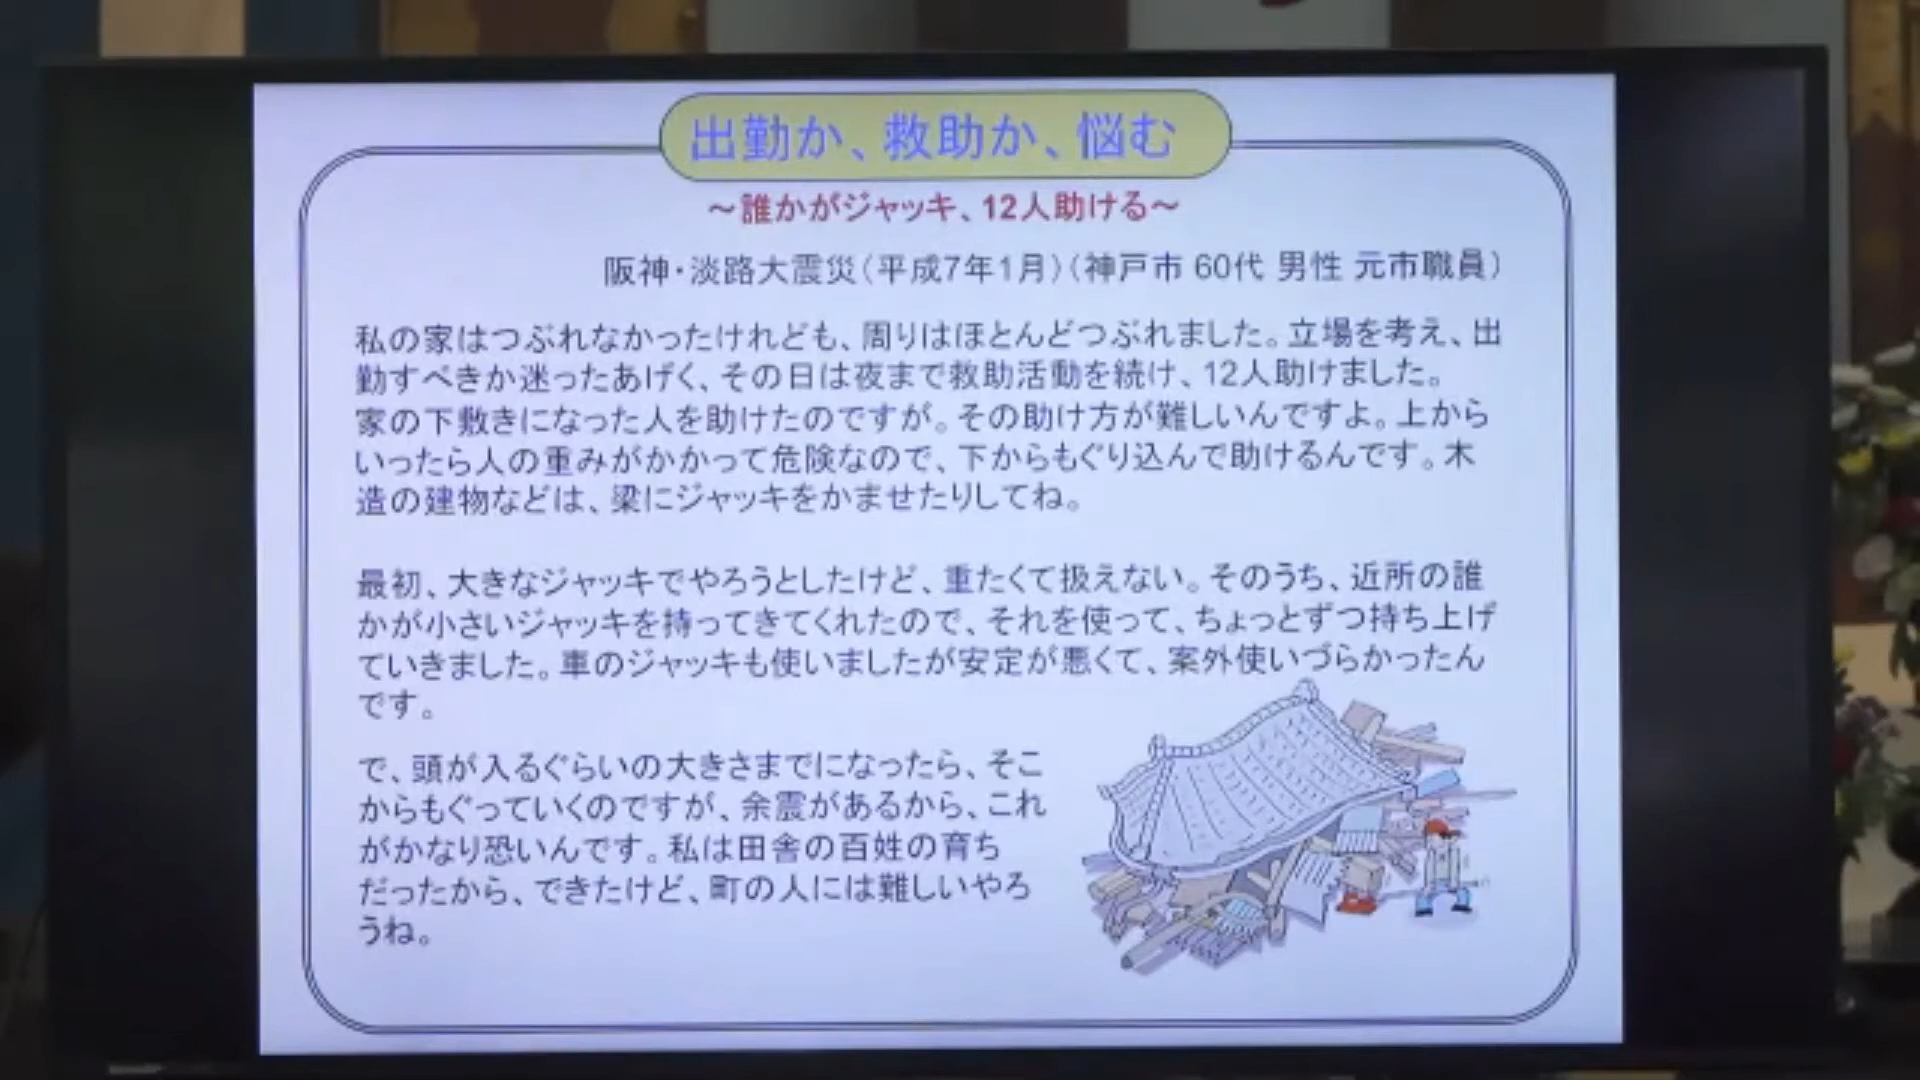 出勤か、救助か、悩む
～誰かがジャッキ、12人助ける～
阪神・淡路大震災（平成7年1月）（神戸市 60代 男性 元市職員）
私の家はつぶれなかったけれども、周りはほとんどつぶれました。立場を考え、出
勤すべきか迷ったあげく、その日は夜まで救助活動を続け、12人助けました。
家の下敷きになった人を助けたのですが。その助け方が難しいんですよ。上から
いったら人の重みがかかって危険なので、下からもぐり込んで助けるんです。木
造の建物などは、梁にジャッキをかませたりしてね。
最初、大きなジャッキでやろうとしたけど、重たくて扱えない。そのうち、近所の誰
かが小さいジャッキを持ってきてくれたので、それを使って、ちょっとずつ持ち上げ
ていきました。車のジャッキも使いましたが安定が悪くて、案外使いづらかったん
です。
で、頭が入るぐらいの大きさまでになったら、そこ
からもぐっていくのですが、余震があるから、これ
がかなり恐いんです。私は田舎の百姓の育ち
だったから、できたけど、町の人には難しいやろ
うね。